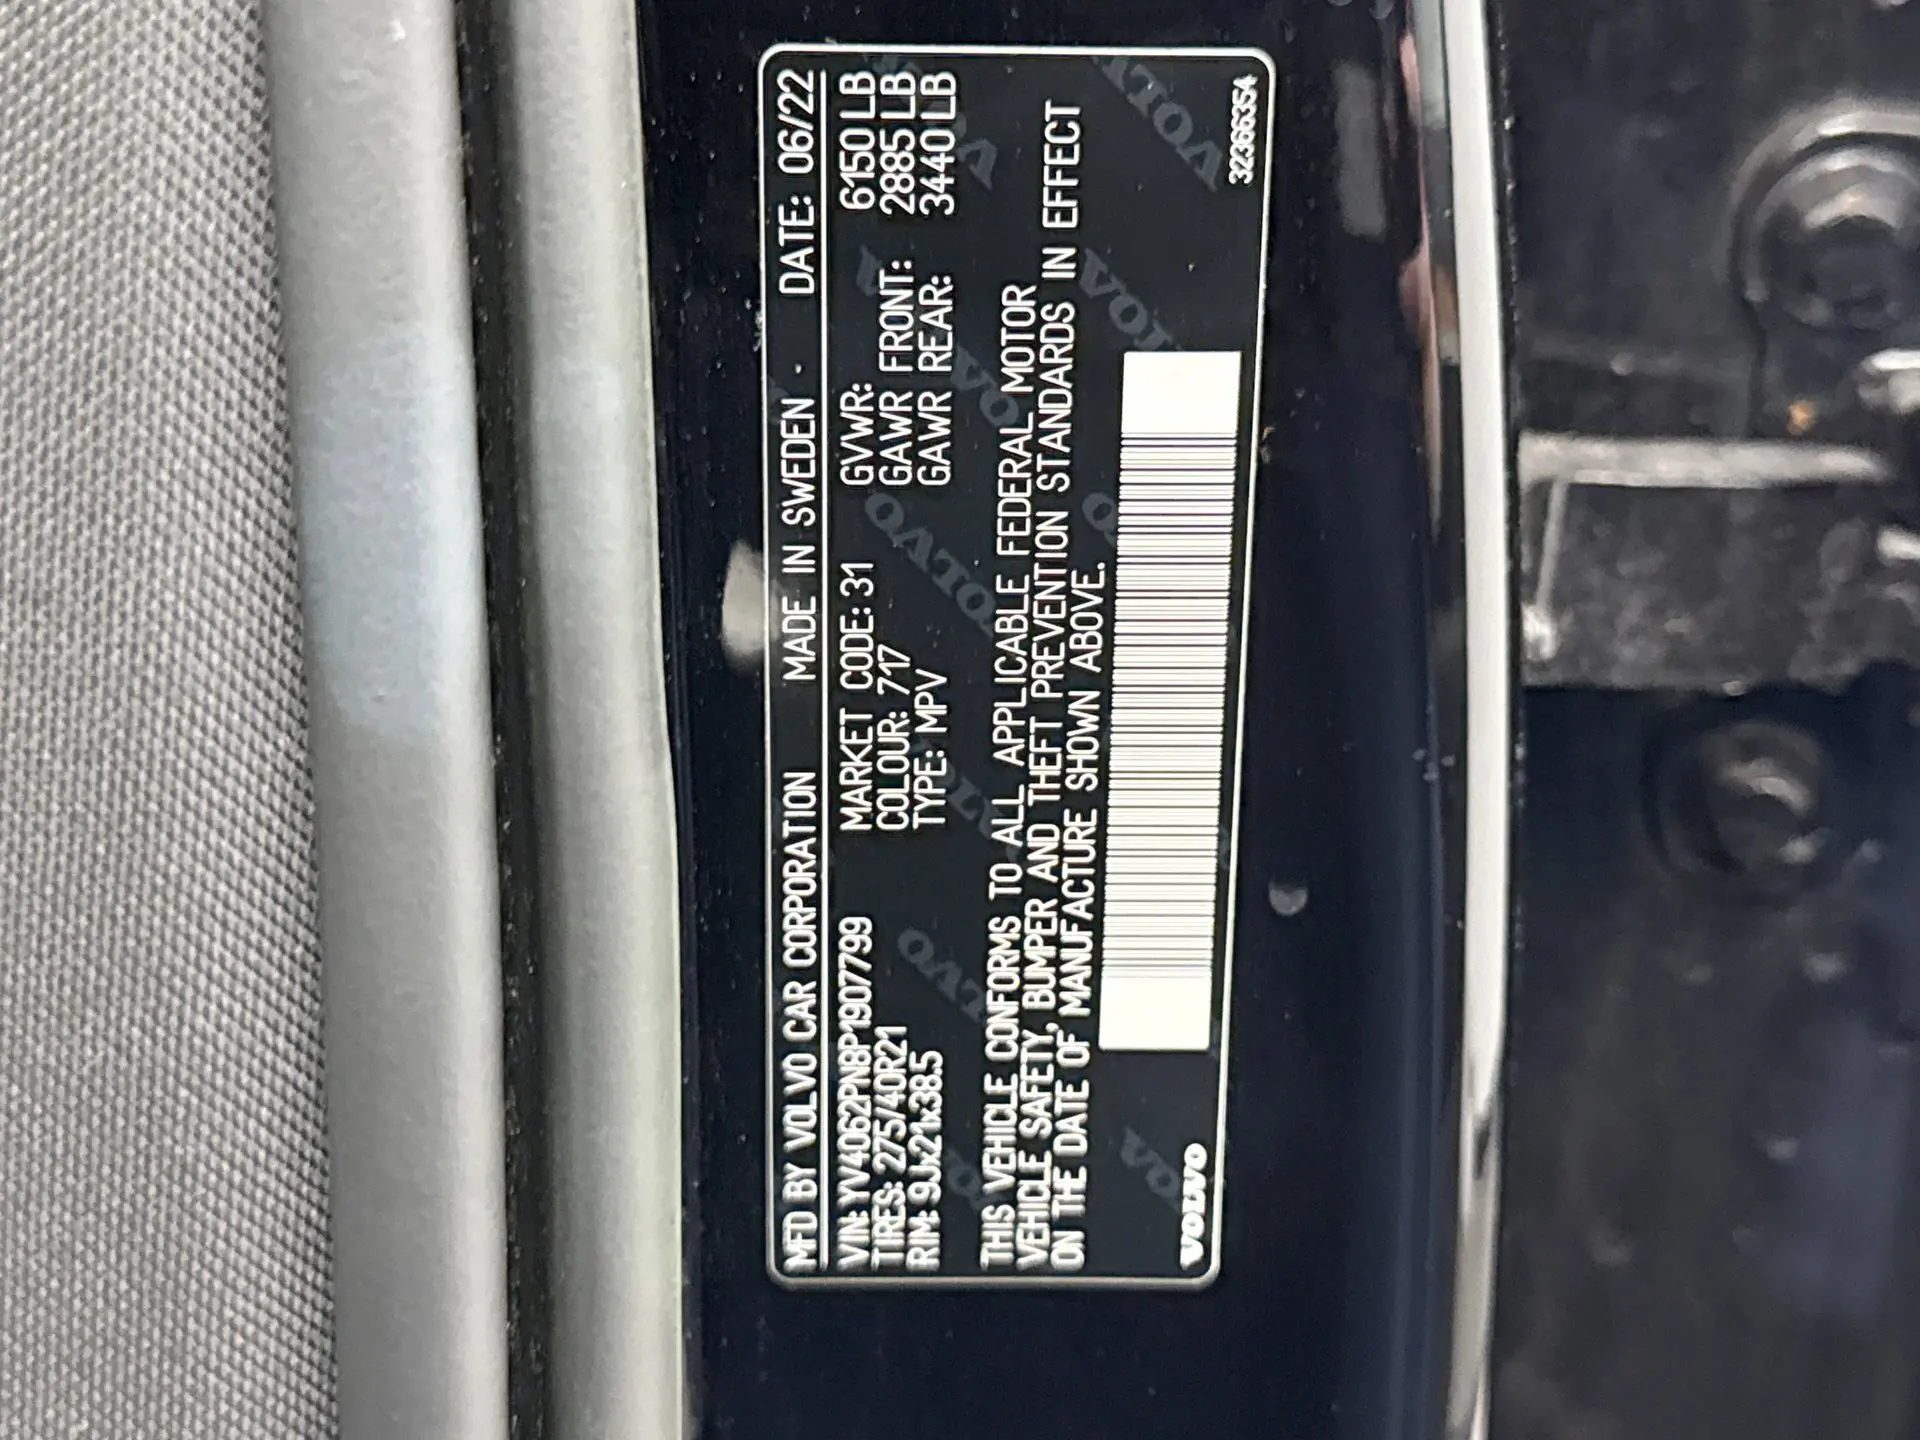 MFD BY VOLVO CAR CORPORATION MADE IN SWEDEN - DATE: 06/22
VIN: YV4062PN8P1907799 MARKET CODE: 31 GVWR: 6150 LB
TIRES: 275/40R21 COLOUR: 717 GAWR FRONT: 2885 LB
RIM: 9Jx21x38.5 TYPE: MPV GAWR REAR: 3440 LB
THIS VEHICLE CONFORMS TO ALL APPLICABLE FEDERAL MOTOR
VEHICLE SAFETY, BUMPER AND THEFT PREVENTION STANDARDS IN EFFECT
ON THE DATE OF MANUFACTURE SHOWN ABOVE.
VOLVO 32366354